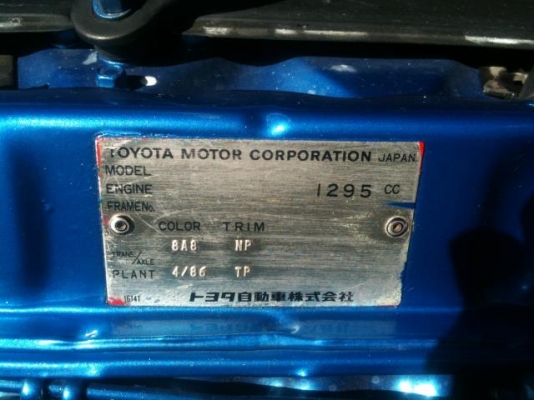 TOYOTA MOTOR CORPORATION JAPAN
MODEL
ENGINE 1295 CC
FRAME No.
COLOR TRIM
8A8 NP
TRANS/AXLE
PLANT 4/86 TP
トヨタ自動車株式会社